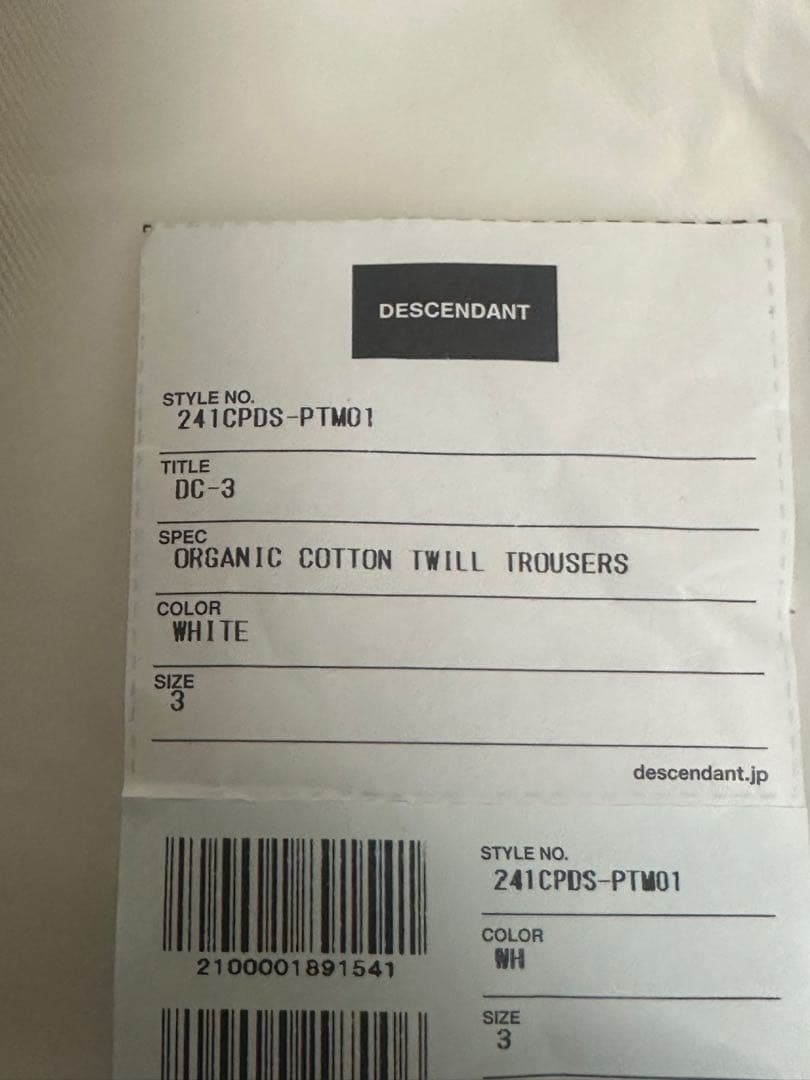 DESCENDANT
STYLE NO.
241CPDS-PTM01
TITLE
DC-3
SPEC
ORGANIC COTTON TWILL TROUSERS
COLOR
WHITE
SIZE
3
descendant.jp
2100001891541
STYLE NO.
241CPDS-PTM01
COLOR
WH
SIZE
3